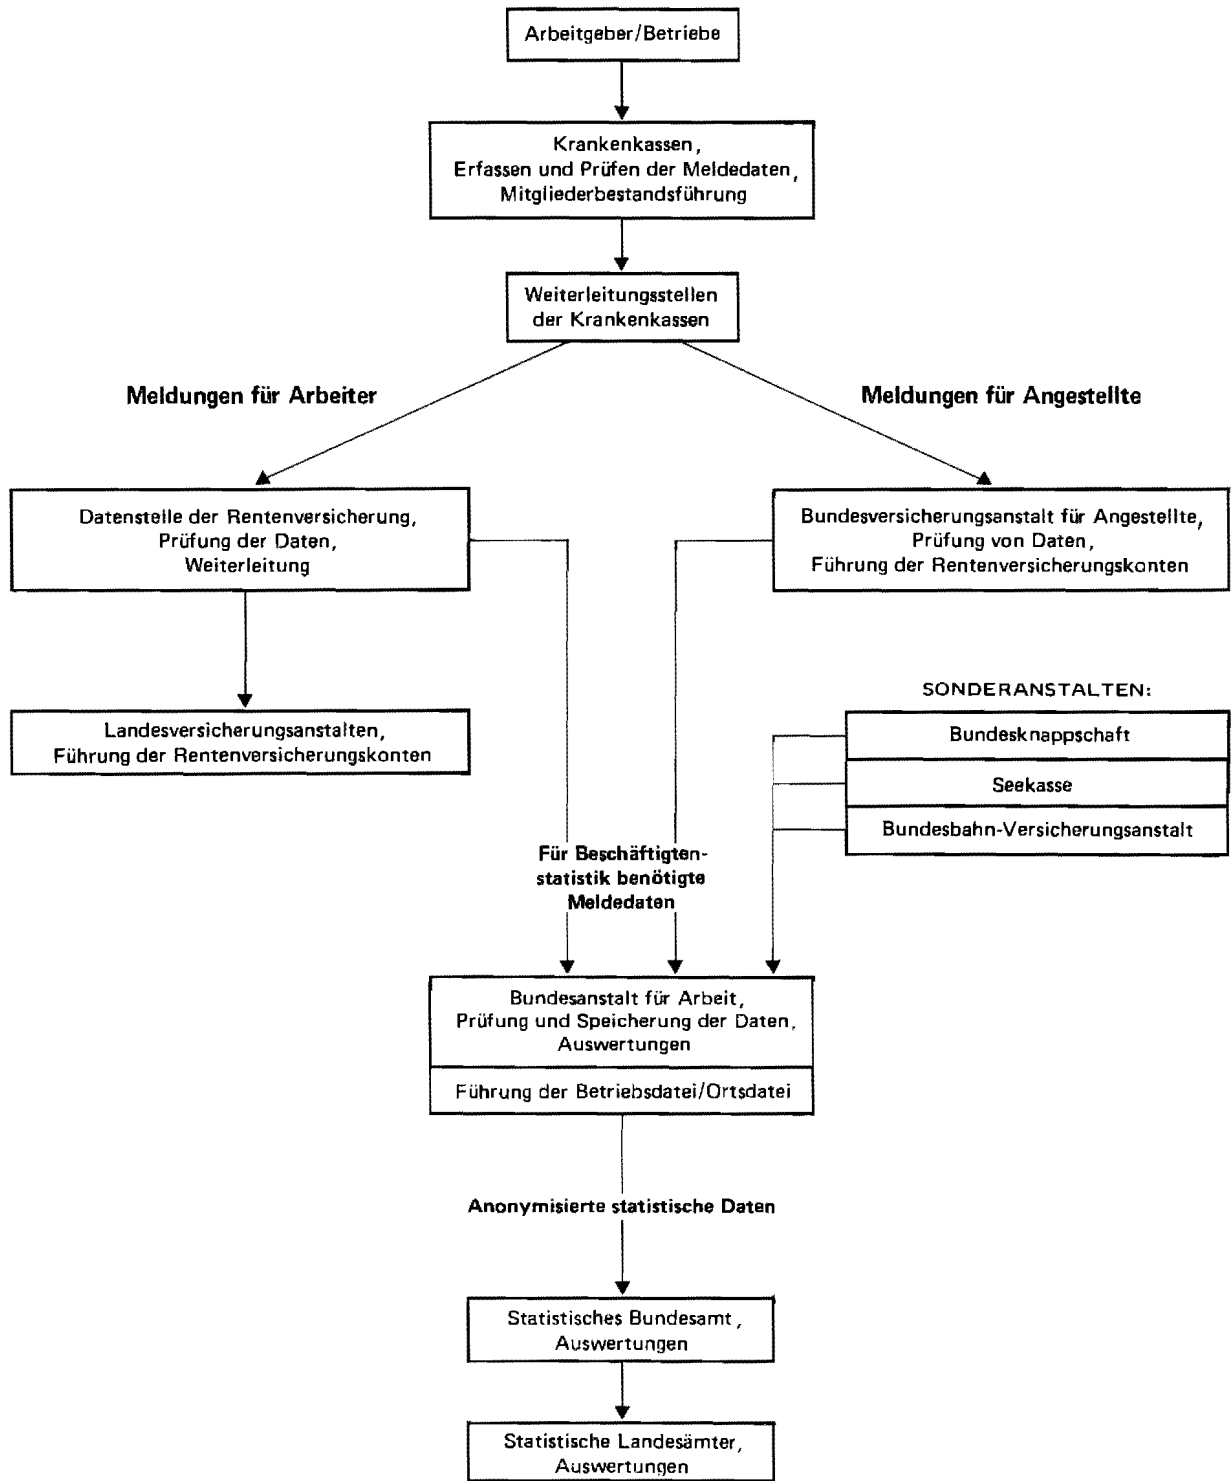 Arbeitgeber/Betriebe
Krankenkassen,
Erfassen und Prüfen der Meldedaten,
Mitgliederbestandsführung
Weiterleitungsstellen
der Krankenkassen
Meldungen für Arbeiter
Meldungen für Angestellte
Datenstelle der Rentenversicherung,
Prüfung der Daten,
Weiterleitung
Bundesversicherungsanstalt für Angestellte,
Prüfung von Daten,
Führung der Rentenversicherungskonten
Landesversicherungsanstalten,
Führung der Rentenversicherungskonten
SONDERANSTALTEN:
Bundesknappschaft
Seekasse
Bundesbahn-Versicherungsanstalt
Für Beschäftigten-
statistik benötigte
Meldedaten
Bundesanstalt für Arbeit,
Prüfung und Speicherung der Daten,
Auswertungen
Führung der Betriebsdatei/Ortsdatei
Anonymisierte statistische Daten
Statistisches Bundesamt,
Auswertungen
Statistische Landesämter,
Auswertungen